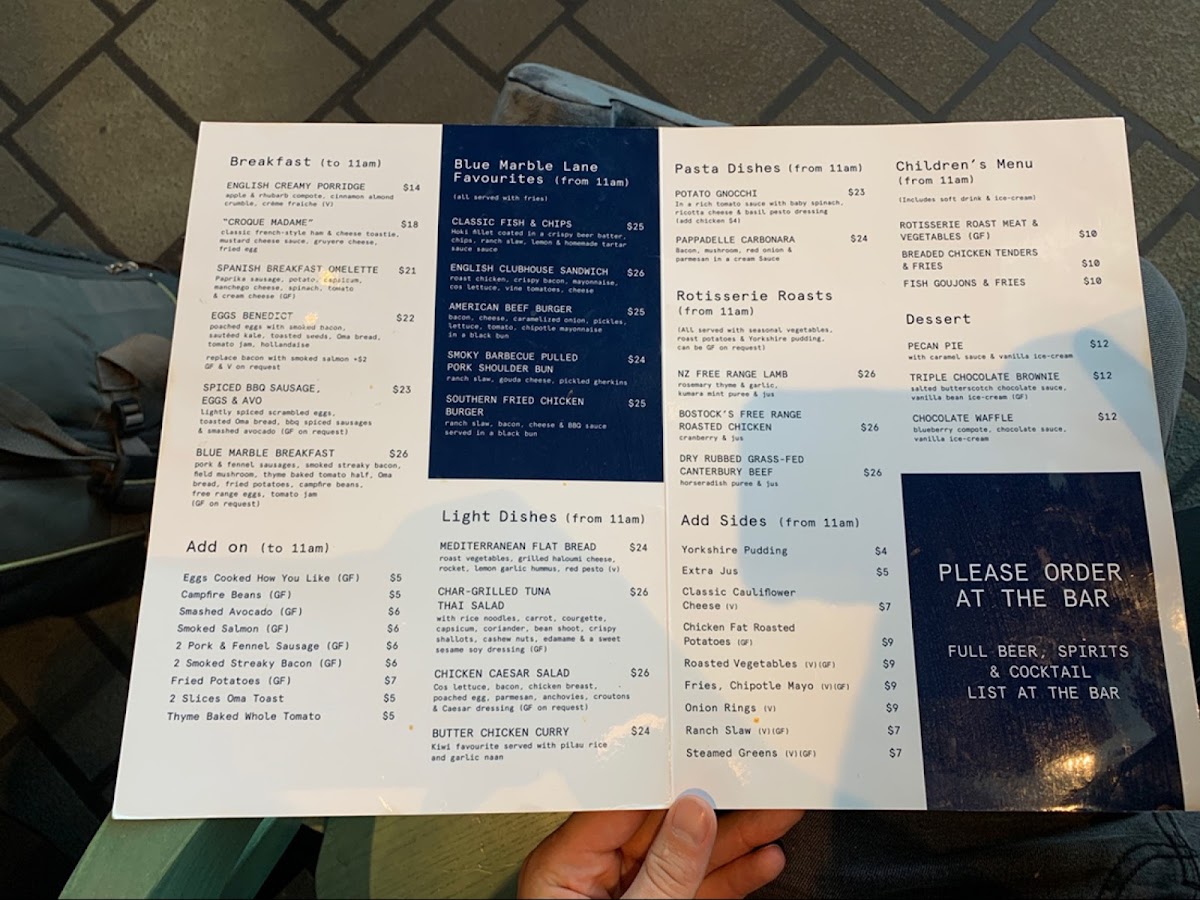 Breakfast (to 11am)
ENGLISH CREAMY PORRIDGE $14
apple & rhubarb compote, cinnamon almond
crumble, crème fraiche (V)
"CROQUE MADAME" $18
classic french-style ham & cheese toastie,
mustard cheese sauce, gruyere cheese,
fried egg
SPANISH BREAKFAST OMELETTE $21
Paprika sausage, potato, capsicum,
manchego cheese, spinach, tomato
& cream cheese (GF)
EGGS BENEDICT $22
poached eggs with smoked bacon,
sautéed kale, toasted seeds, Oma bread,
tomato jam, hollandaise
replace bacon with smoked salmon +$2
GF & V on request
SPICED BBQ SAUSAGE,
EGGS & AVO $23
Lightly spiced scrambled eggs,
toasted Oma bread, bbq spiced sausages
& smashed avocado (GF on request)
BLUE MARBLE BREAKFAST $26
pork & fennel sausages, smoked streaky bacon,
field mushroom, thyme baked tomato half, Oma
bread, fried potatoes, campfire beans,
free range eggs, tomato jam
(GF on request)
Add on (to 11am)
Eggs Cooked How You Like (GF) $5
Campfire Beans (GF) $5
Smashed Avocado (GF) $6
Smoked Salmon (GF) $6
2 Pork & Fennel Sausage (GF) $6
2 Smoked Streaky Bacon (GF) $6
Fried Potatoes (GF) $7
2 Slices Oma Toast $5
Thyme Baked Whole Tomato $5
Blue Marble Lane
Favourites (from 11am)
(all served with fries)
CLASSIC FISH & CHIPS $25
Hoki fillet coated in a crispy beer batter,
chips, ranch slaw, lemon & homemade tartar
sauce sauce
ENGLISH CLUBHOUSE SANDWICH $26
roast chicken, crispy bacon, mayonnaise,
cos lettuce, vine tomatoes, cheese
AMERICAN BEEF BURGER $25
bacon, cheese, caramelized onion, pickles,
lettuce, tomato, chipotle mayonnaise
in a black bun
SMOKY BARBECUE PULLED
PORK SHOULDER BUN $24
ranch slaw, gouda cheese, pickled gherkins
SOUTHERN FRIED CHICKEN
BURGER $25
ranch slaw, bacon, cheese & BBQ sauce
served in a black bun
Light Dishes (from 11am)
MEDITERRANEAN FLAT BREAD $24
roast vegetables, grilled haloumi cheese,
rocket, lemon garlic hummus, red pesto (v)
CHAR-GRILLED TUNA
THAI SALAD $26
with rice noodles, carrot, courgette,
capsicum, coriander, bean shoot, crispy
shallots, cashew nuts, edamame & a sweet
sesame soy dressing (GF)
CHICKEN CAESAR SALAD $26
Cos lettuce, bacon, chicken breast,
poached egg, parmesan, anchovies, croutons
& Caesar dressing (GF on request)
BUTTER CHICKEN CURRY $24
Kiwi favourite served with pilau rice
and garlic naan
Pasta Dishes (from 11am)
POTATO GNOCCHI $23
In a rich tomato sauce with baby spinach,
ricotta cheese & basil pesto dressing
(add chicken $4)
PAPPADELLE CARBONARA $24
Bacon, mushroom, red onion &
parmesan in a cream Sauce
Rotisserie Roasts
(from 11am)
(ALL served with seasonal vegetables,
roast potatoes & Yorkshire pudding,
can be GF on request)
NZ FREE RANGE LAMB $26
rosemary thyme & garlic,
kumara mint puree & jus
BOSTOCK'S FREE RANGE
ROASTED CHICKEN $26
cranberry & jus
DRY RUBBED GRASS-FED
CANTERBURY BEEF $26
horseradish puree & jus
Add Sides (from 11am)
Yorkshire Pudding $4
Extra Jus $5
Classic Cauliflower
Cheese (V) $7
Chicken Fat Roasted
Potatoes (GF) $9
Roasted Vegetables (V)(GF) $9
Fries, Chipotle Mayo (V)(GF) $9
Onion Rings (V) $9
Ranch Slaw (V)(GF) $7
Steamed Greens (V)(GF) $7
Children's Menu
(from 11am)
(Includes soft drink & ice-cream)
ROTISSERIE ROAST MEAT &
VEGETABLES (GF) $10
BREADED CHICKEN TENDERS
& FRIES $10
FISH GOUJONS & FRIES $10
Dessert
PECAN PIE $12
with caramel sauce & vanilla ice-cream
TRIPLE CHOCOLATE BROWNIE $12
salted butterscotch chocolate sauce,
vanilla bean ice-cream (GF)
CHOCOLATE WAFFLE $12
blueberry compote, chocolate sauce,
vanilla ice-cream
PLEASE ORDER
AT THE BAR
FULL BEER, SPIRITS
& COCKTAIL
LIST AT THE BAR